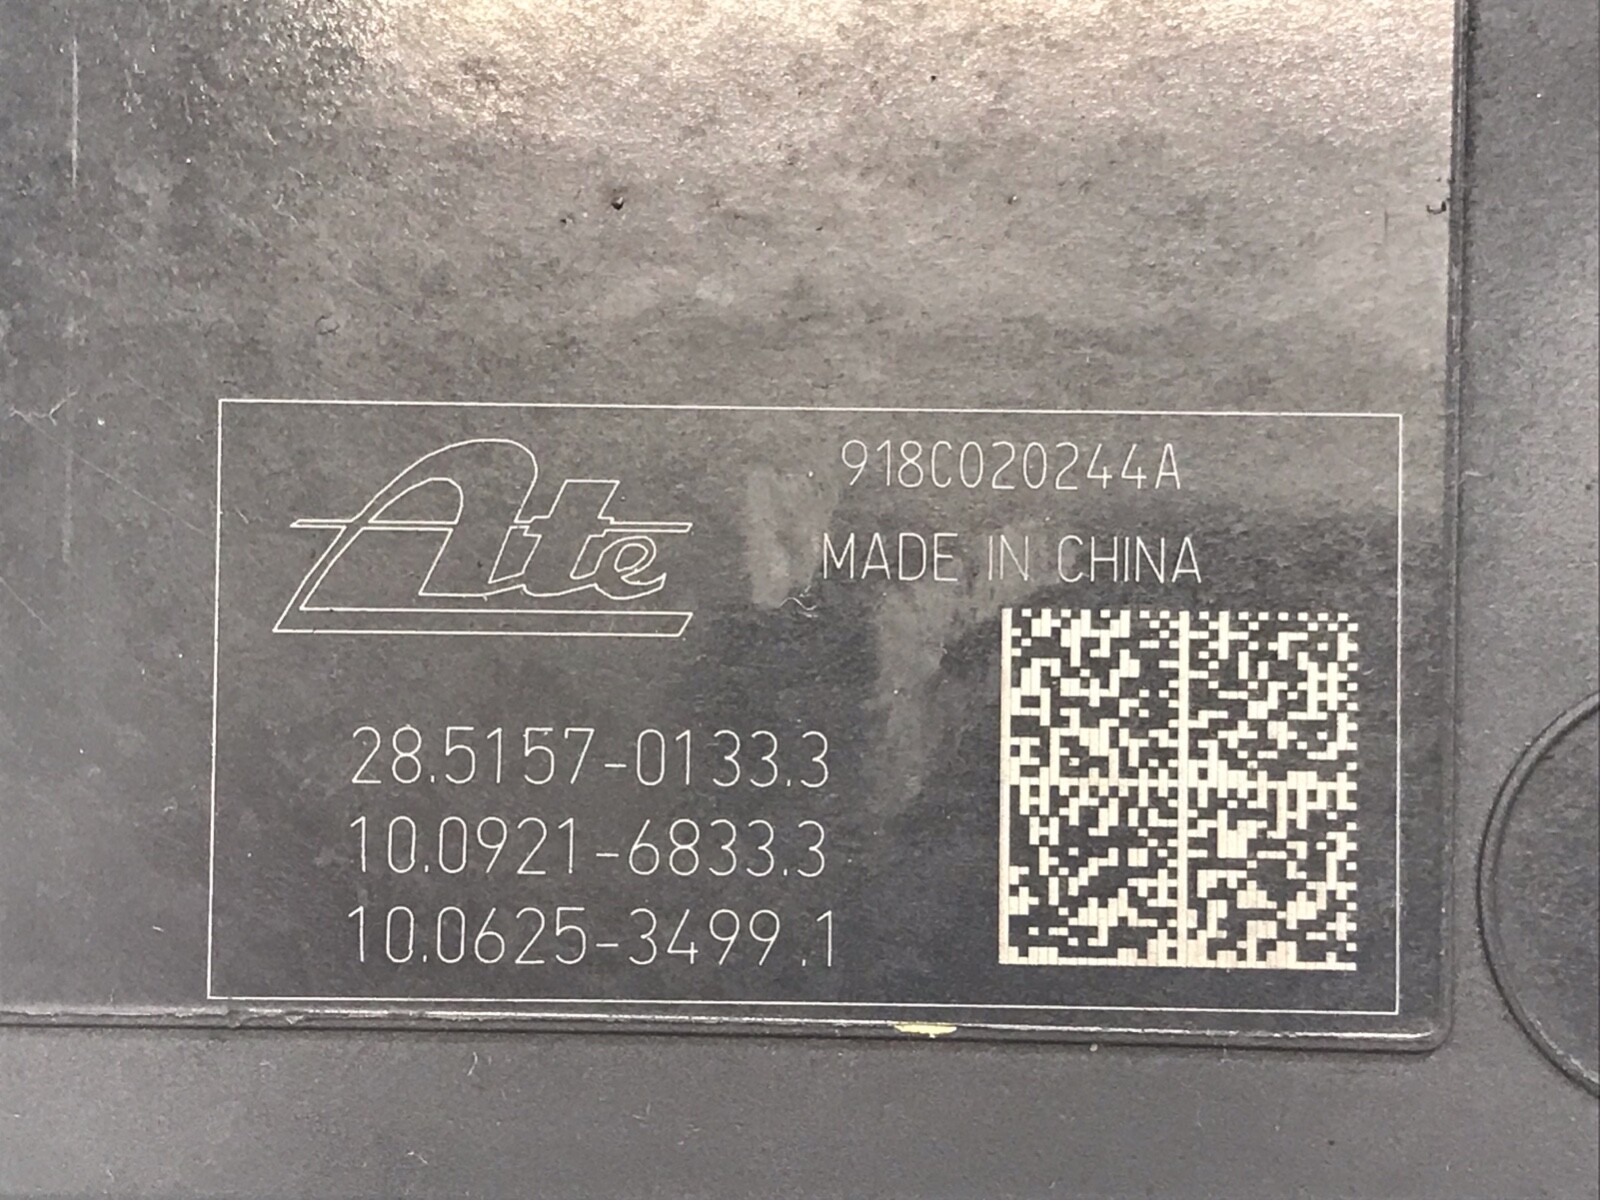 Ate
918C020244A
MADE IN CHINA
28.5157-0133.3
10.0921-6833.3
10.0625-3499.1